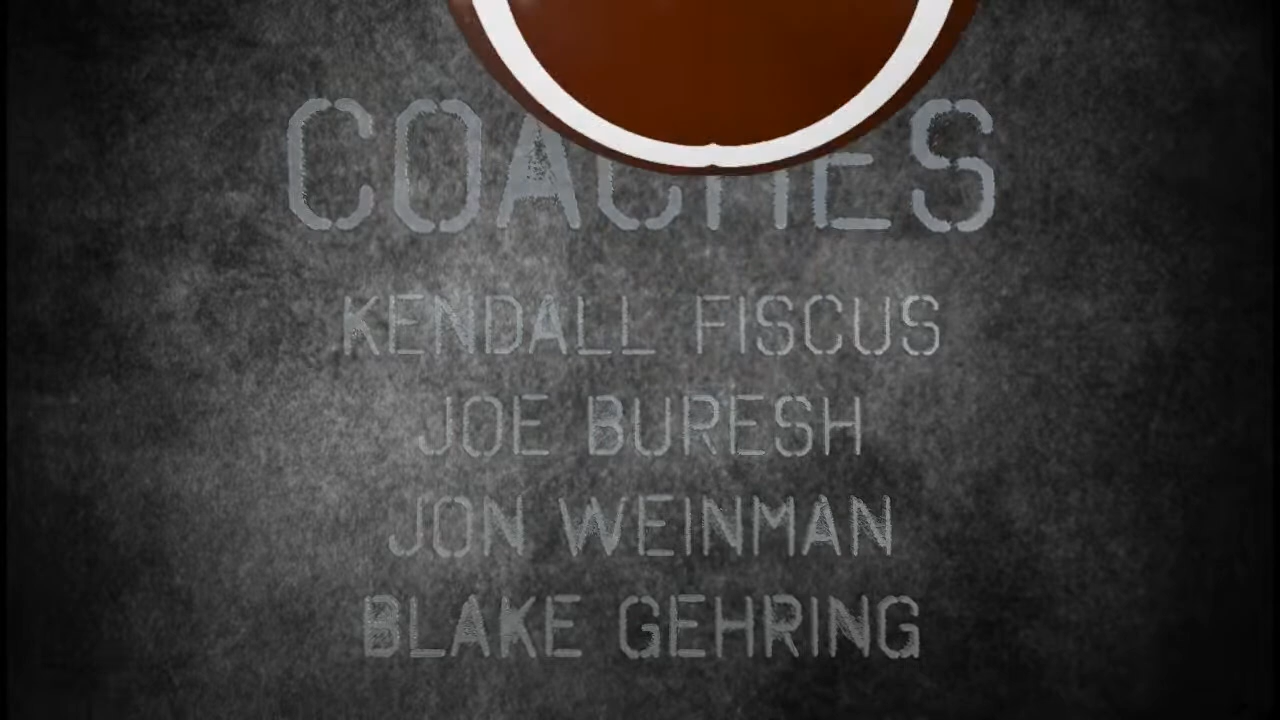 COACHES
KENDALL FISCUS
JOE BURESH
JON WEINMAN
BLAKE GEHRING